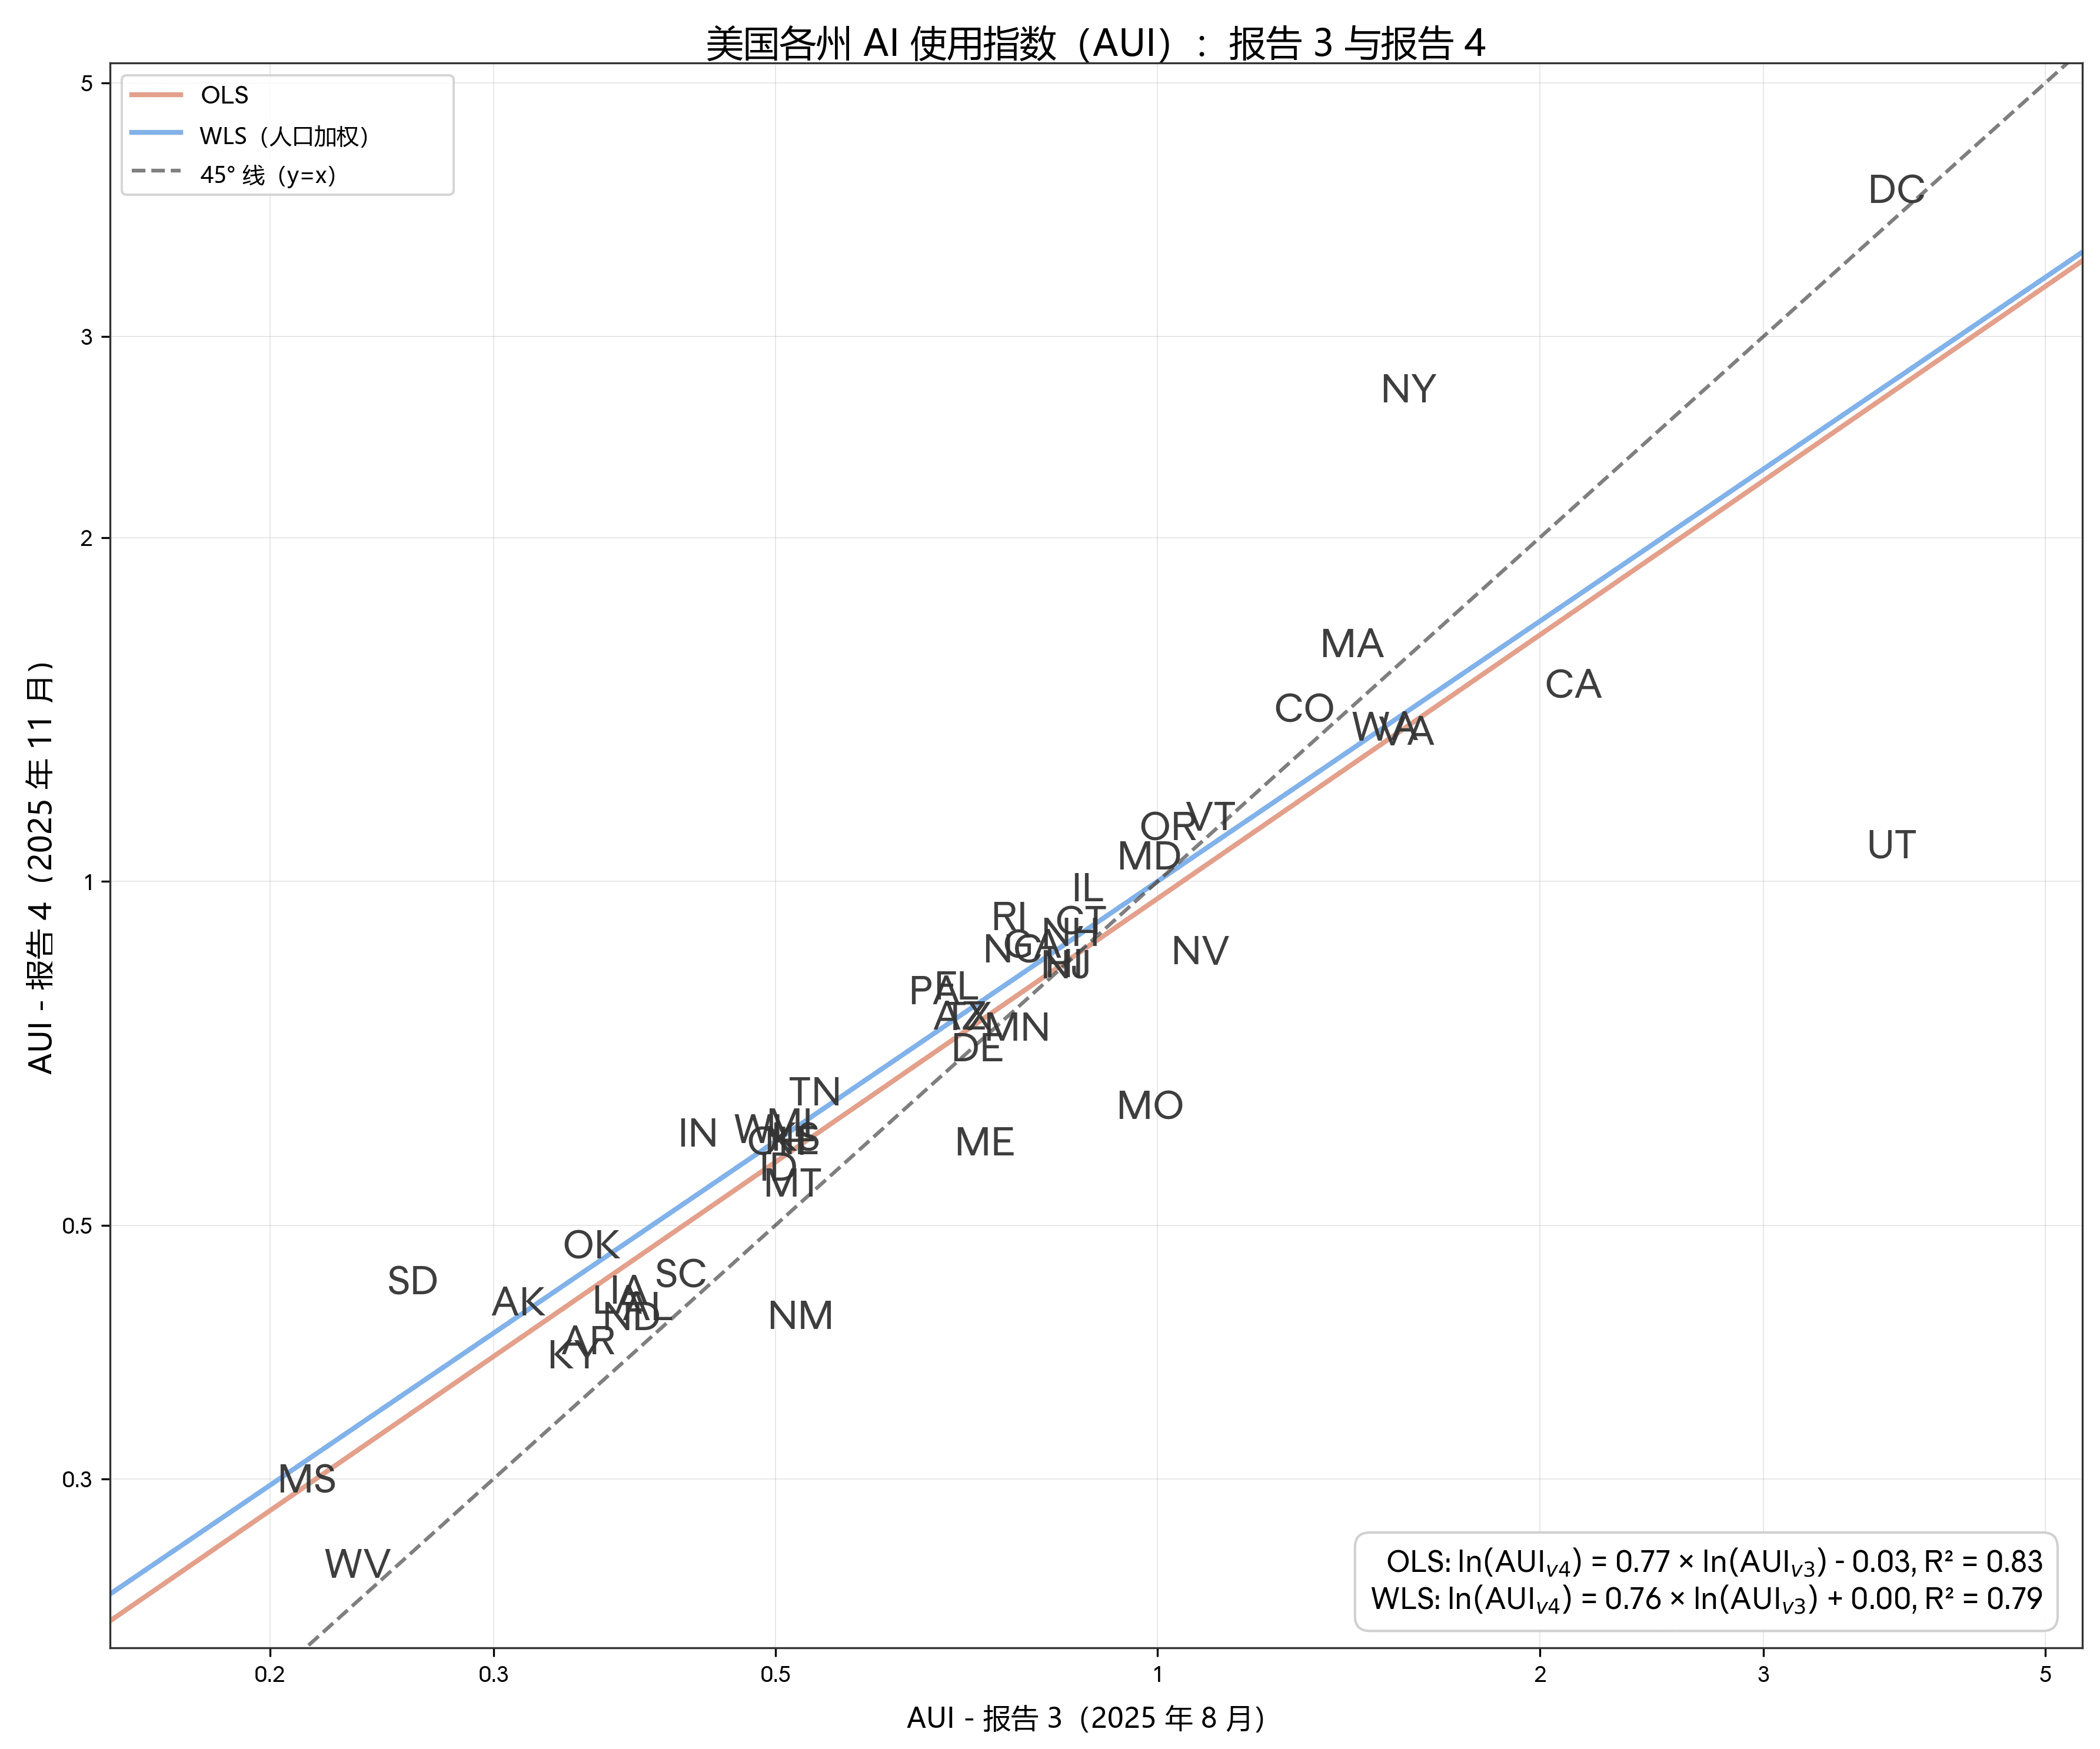 美国各州 AI 使用指数（AUI）：报告 3 与报告 4
OLS
WLS（人口加权）
45° 线（y=x）
5
3
2
1
0.5
0.3
AUI - 报告 4（2025 年 11 月）
DC
NY
MA
CA
CO
WA
VA
UT
VT
OR
MD
IL
RI
CT
NH
GA
NC
NV
HI
NJ
PA
FL
AZ
TX
MN
DE
MO
TN
IN
WI
MI
ME
OH
NE
KS
ID
MT
OK
SC
SD
IA
AK
LA
AL
ND
NM
AR
KY
MS
WV
OLS: ln(AUIv4) = 0.77 × ln(AUIv3) - 0.03, R² = 0.83
WLS: ln(AUIv4) = 0.76 × ln(AUIv3) + 0.00, R² = 0.79
0.2
0.3
0.5
1
2
3
5
AUI - 报告 3（2025 年 8 月）